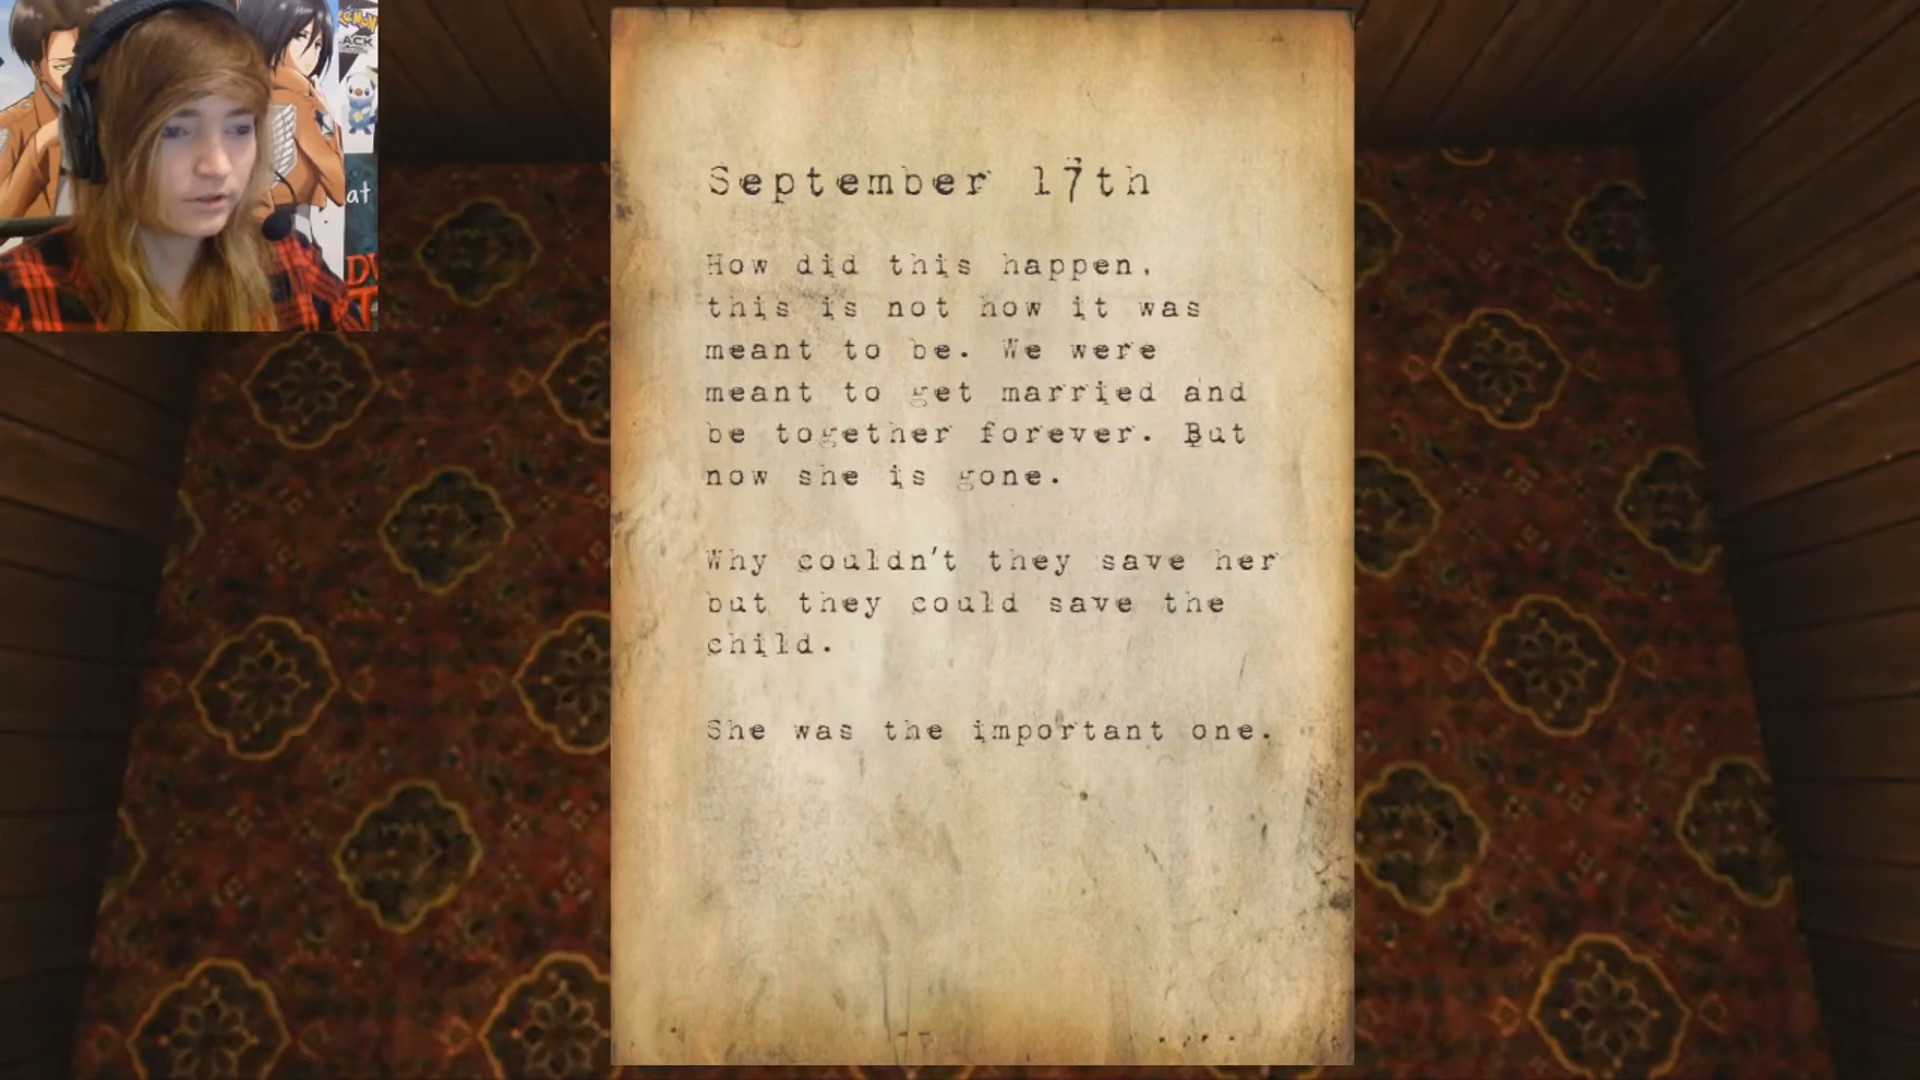 September 17th
How did this happen,
this is not how it was
meant to be. We were
meant to get married and
be together forever. But
now she is gone.
Why couldn't they save her
but they could save the
child.
She was the important one.
at